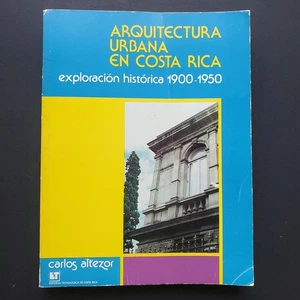 ARQUITECTURA
URBANA
EN COSTA RICA
exploración histórica 1900-1950
carlos altezor